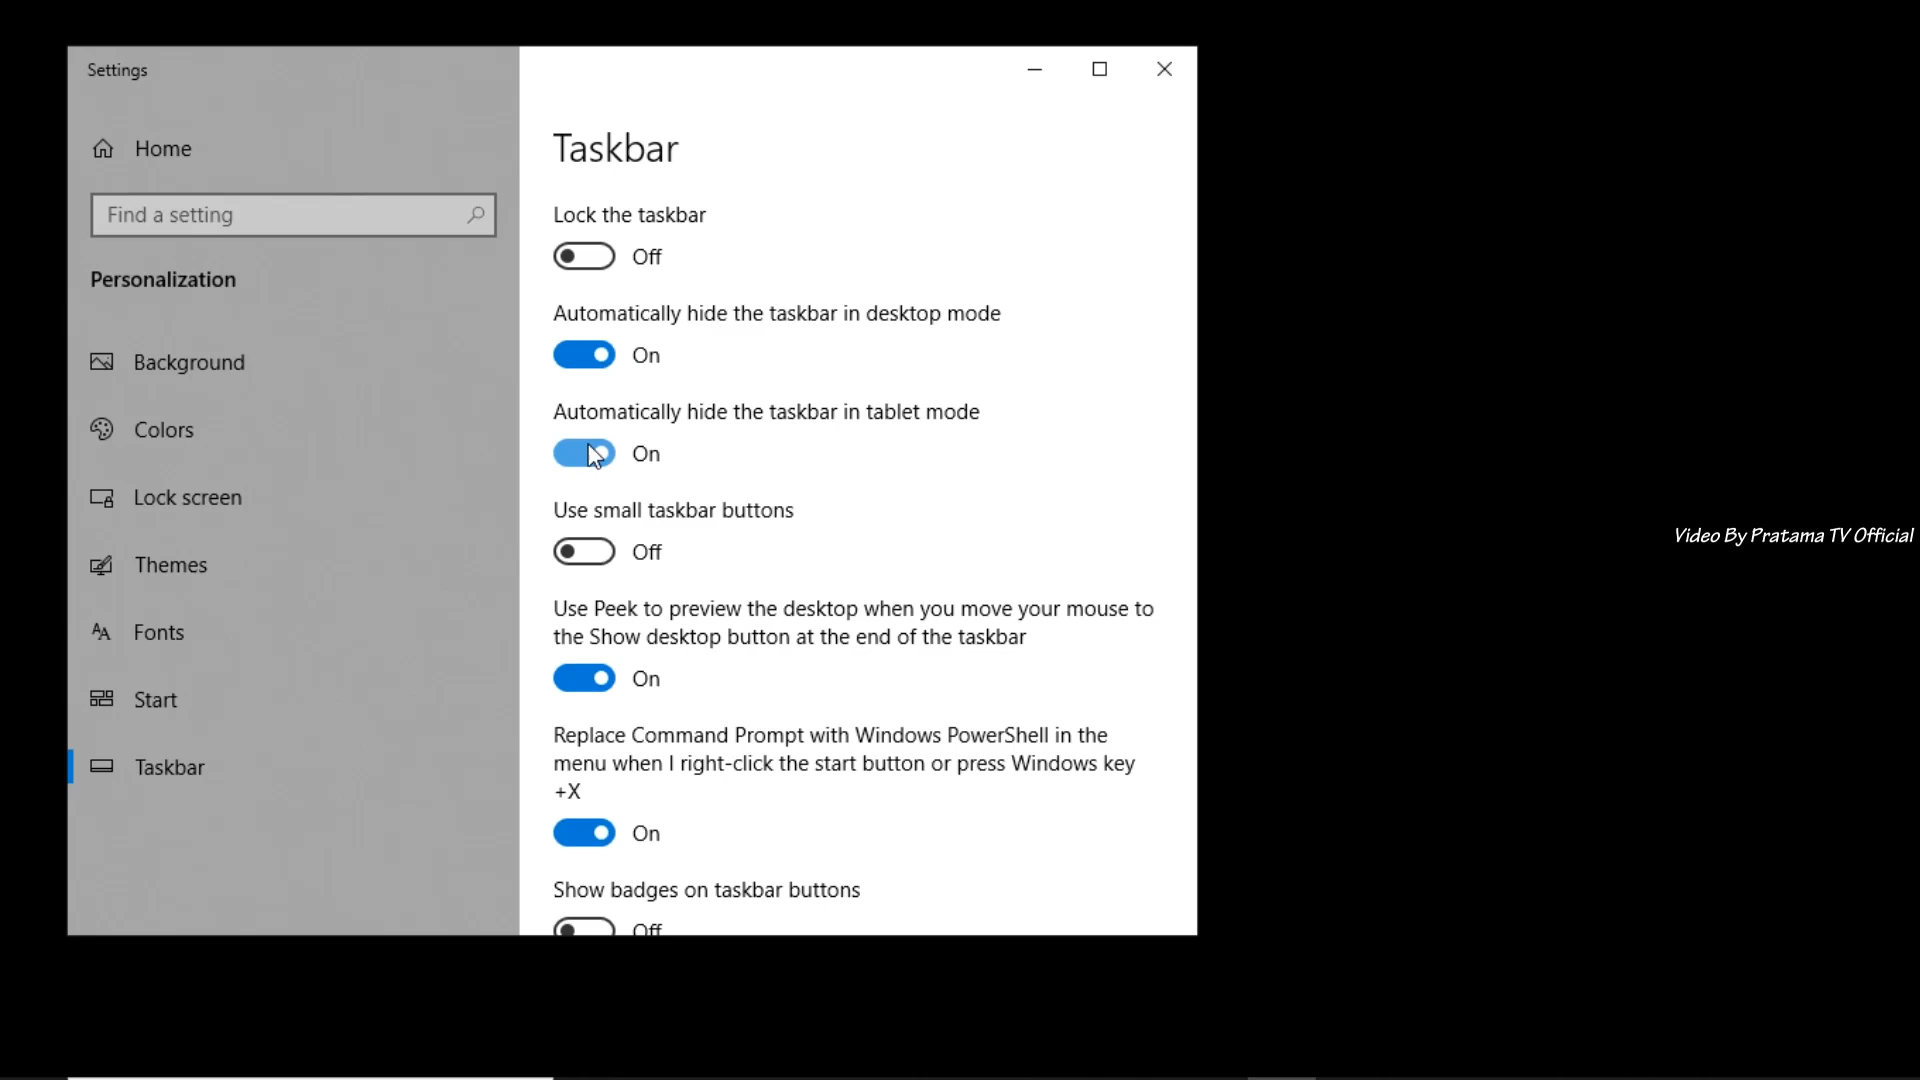 Settings
Home
Find a setting
Personalization
Background
Colors
Lock screen
Themes
Fonts
Start
Taskbar
Taskbar
Lock the taskbar
Off
Automatically hide the taskbar in desktop mode
On
Automatically hide the taskbar in tablet mode
On
Use small taskbar buttons
Off
Use Peek to preview the desktop when you move your mouse to
the Show desktop button at the end of the taskbar
On
Replace Command Prompt with Windows PowerShell in the
menu when I right-click the start button or press Windows key
+X
On
Show badges on taskbar buttons
Off
Video By Pratama TV Official